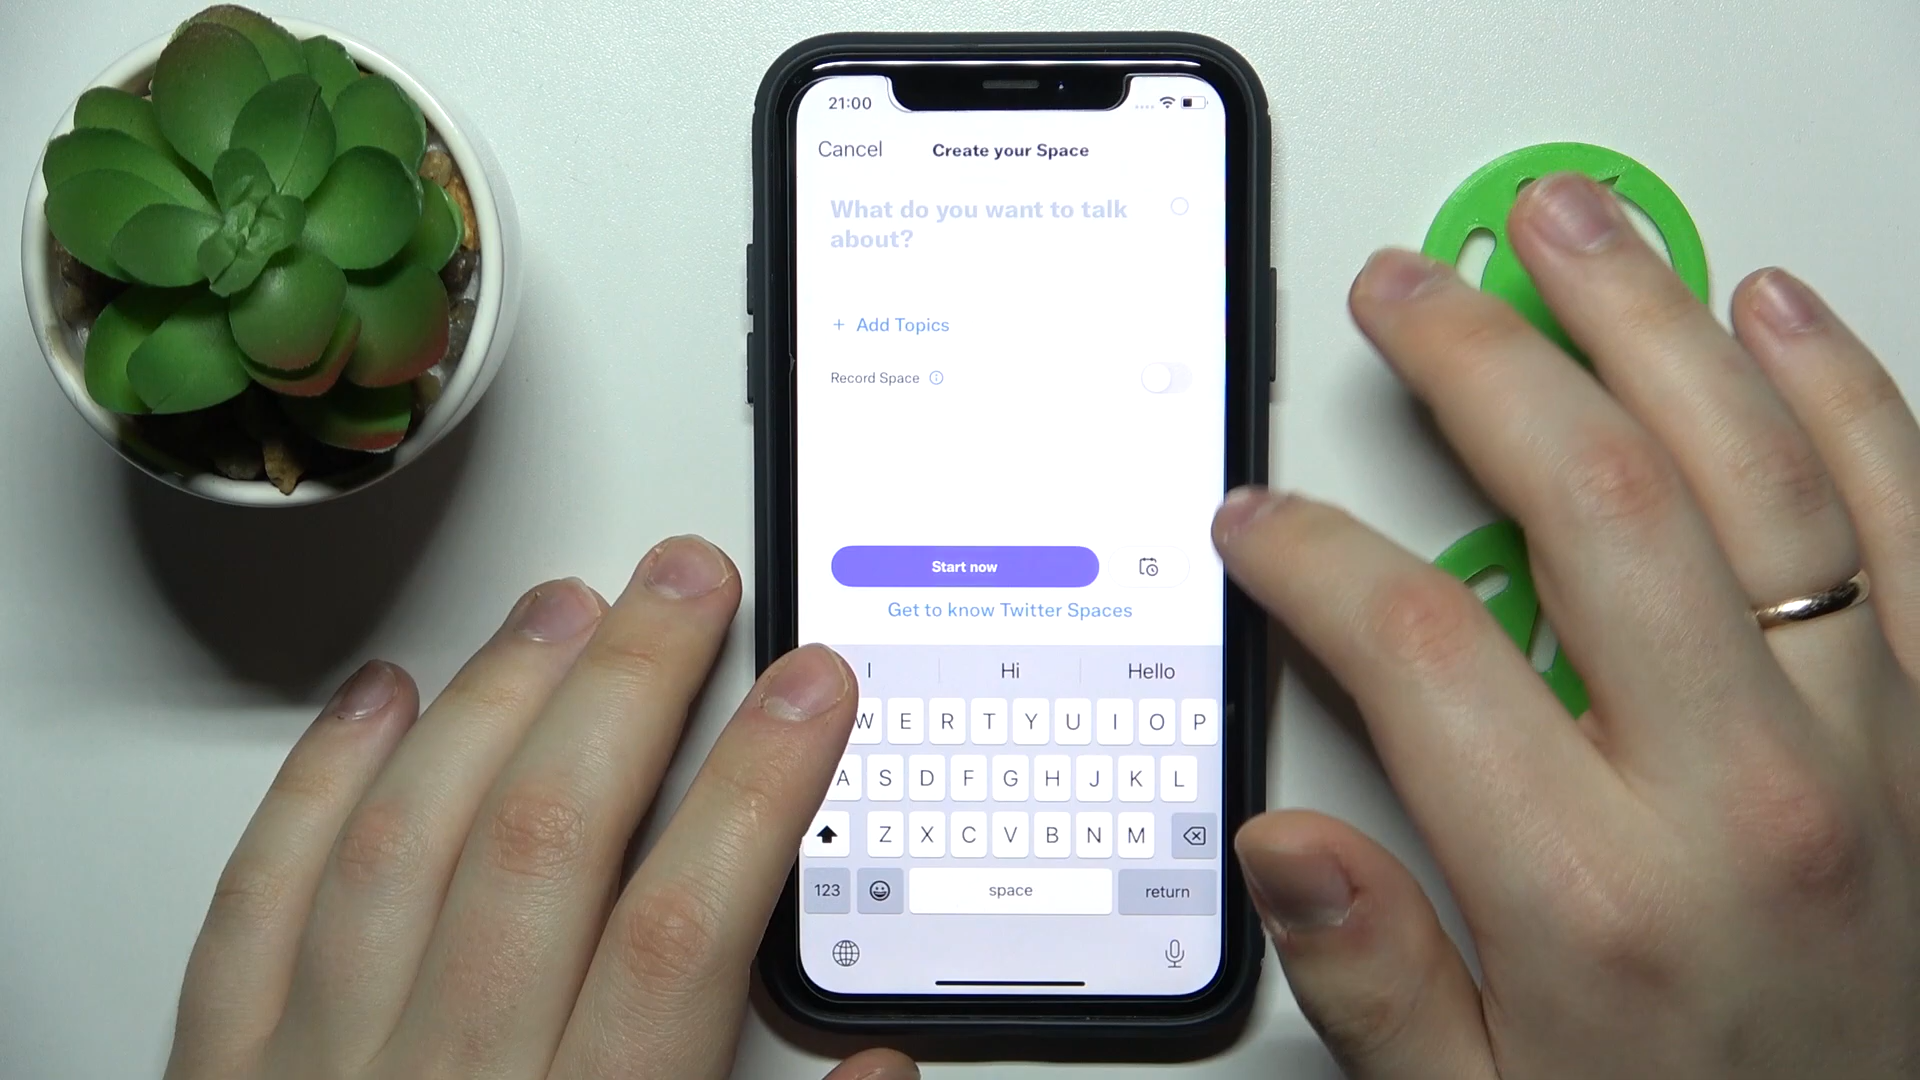 21:00
Cancel
Create your Space
What do you want to talk
about?
+ Add Topics
Record Space
Start now
Get to know Twitter Spaces
I Hi Hello
W E R T Y U I O P
A S D F G H J K L
Z X C V B N M
123 space return